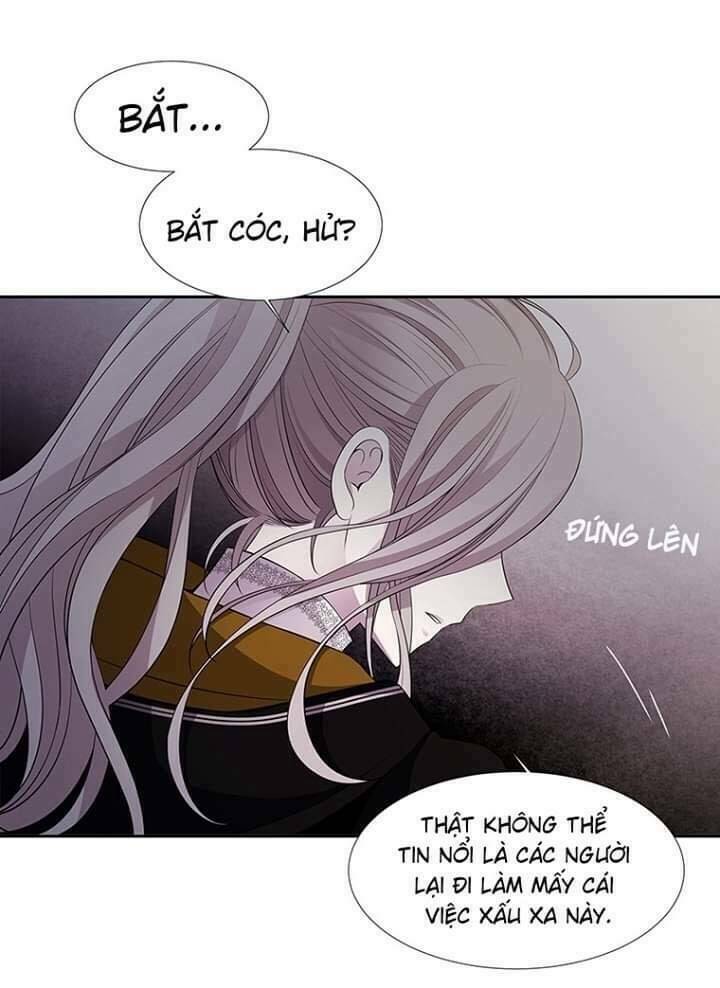 BẮT...
BẮT CÓC, HỬ?
ĐỨNG LÊN
THẬT KHÔNG THỂ
TIN NỔI LÀ CÁC NGƯỜI
LẠI ĐI LÀM MẤY CÁI
VIỆC XẤU XA NÀY.